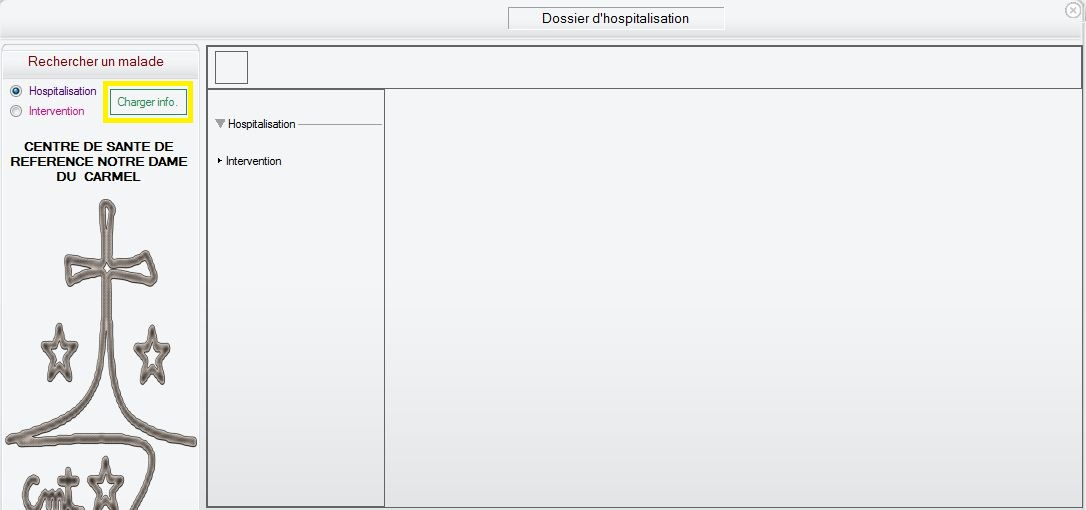 Dossier d'hospitalisation
Rechercher un malade
Hospitalisation
Charger info.
Intervention
CENTRE DE SANTE DE
REFERENCE NOTRE DAME
DU CARMEL
Hospitalisation
Intervention